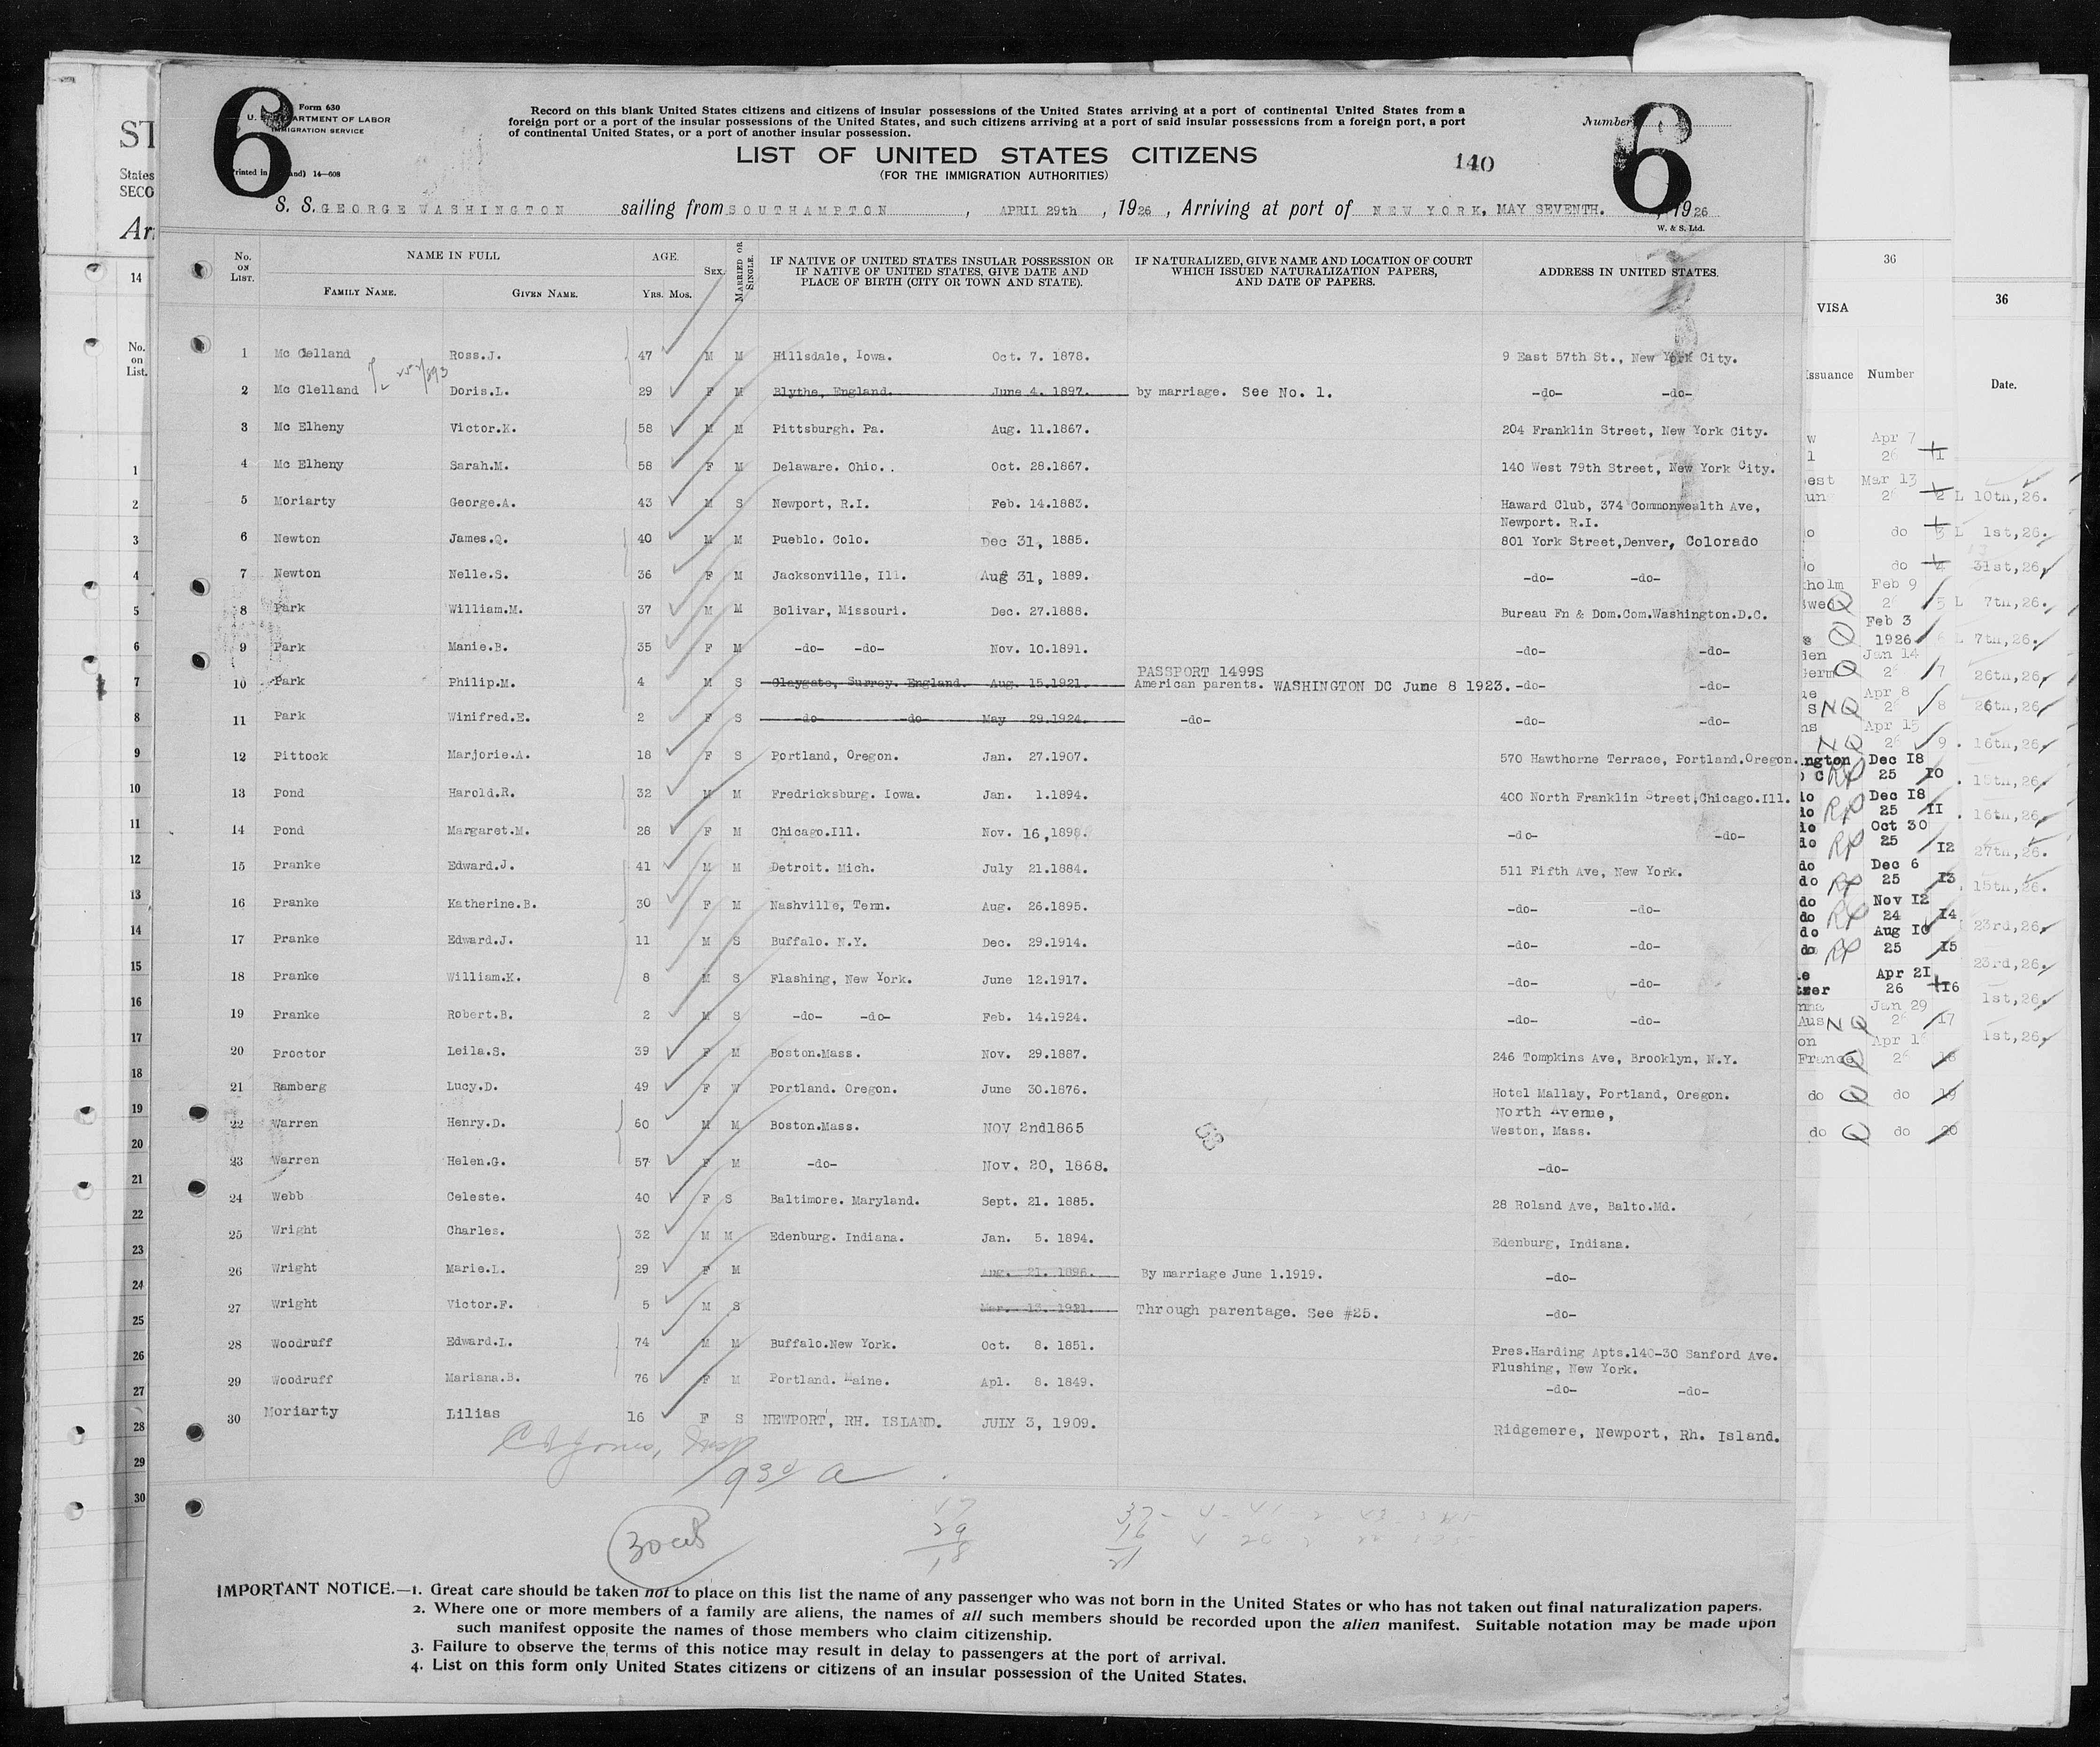 6
Form 630
U. S. DEPARTMENT OF LABOR
IMMIGRATION SERVICE
14—608
Record on this blank United States citizens and citizens of insular possessions of the United States arriving at a port of continental United States from a
foreign port or a port of the insular possessions of the United States, and such citizens arriving at a port of said insular possessions from a foreign port, a port
of continental United States, or a port of another insular possession.
Number
6
LIST OF UNITED STATES CITIZENS
140
(FOR THE IMMIGRATION AUTHORITIES)
S. S. GEORGE WASHINGTON sailing from SOUTHAMPTON, APRIL 29th, 1926, Arriving at port of NEW YORK, MAY SEVENTH. , 1926
W. & S. Ltd.
No. ON LIST. NAME IN FULL AGE. SEX. MARRIED OR SINGLE. IF NATIVE OF UNITED STATES INSULAR POSSESSION OR IF NATIVE OF UNITED STATES, GIVE DATE AND PLACE OF BIRTH (CITY OR TOWN AND STATE). IF NATURALIZED, GIVE NAME AND LOCATION OF COURT WHICH ISSUED NATURALIZATION PAPERS, AND DATE OF PAPERS. ADDRESS IN UNITED STATES.
FAMILY NAME. GIVEN NAME. YRS. MOS.
1 Mc Clelland Ross.J. 47 M M Hillsdale, Iowa. Oct. 7. 1878. 9 East 57th St., New York City.
2 Mc Clelland Doris.L. 29 F M Blythe, England. June 4. 1897. by marriage. See No. 1. -do- -do-
3 Mc Elheny Victor.K. 58 M M Pittsburgh. Pa. Aug. 11.1867. 204 Franklin Street, New York City.
4 Mc Elheny Sarah.M. 58 F M Delaware. Ohio.. Oct. 28.1867. 140 West 79th Street, New York City.
5 Moriarty George.A. 43 M S Newport, R.I. Feb. 14.1883. Haward Club, 374 Commonwealth Ave,
Newport. R.I.
6 Newton James.Q. 40 M M Pueblo. Colo. Dec 31, 1885. 801 York Street,Denver, Colorado
7 Newton Nelle.S. 36 F M Jacksonville, Ill. Aug 31, 1889. -do- -do-
8 Park William.M. 37 M M Bolivar, Missouri. Dec. 27.1888. Bureau Fn & Dom.Com.Washington.D.C.
9 Park Manie.B. 35 F M -do- -do- Nov. 10.1891. -do- -do-
PASSPORT 1499S
10 Park Philip.M. 4 M S Claygate, Surrey. England. Aug. 15.1921. American parents. WASHINGTON DC June 8 1923. -do- -do-
11 Park Winifred.E. 2 F S -do- -do- May 29.1924. -do- -do- -do-
12 Pittock Marjorie.A. 18 F S Portland, Oregon. Jan. 27.1907. 570 Hawthorne Terrace, Portland.Oregon.
13 Pond Harold.R. 32 M M Fredricksburg. Iowa. Jan. 1.1894. 400 North Franklin Street,Chicago.Ill.
14 Pond Margaret.M. 28 F M Chicago.Ill. Nov. 16,1898. -do- -do-
15 Pranke Edward.J. 41 M M Detroit. Mich. July 21.1884. 511 Fifth Ave, New York.
16 Pranke Katherine.B. 30 F M Nashville, Tenn. Aug. 26.1895. -do- -do-
17 Pranke Edward.J. 11 M S Buffalo. N.Y. Dec. 29.1914. -do- -do-
18 Pranke William.K. 8 M S Flashing, New York. June 12.1917. -do- -do-
19 Pranke Robert.B. 2 M S -do- -do- Feb. 14.1924. -do- -do-
20 Proctor Leila.S. 39 F M Boston.Mass. Nov. 29.1887. 246 Tompkins Ave, Brooklyn, N.Y.
21 Ramberg Lucy.D. 49 F W Portland. Oregon. June 30.1876. Hotel Mallay, Portland, Oregon.
North Avenue,
22 Warren Henry.D. 60 M M Boston.Mass. NOV 2nd1865 Weston, Mass.
23 Warren Helen.G. 57 F M -do- Nov. 20, 1868. -do-
24 Webb Celeste. 40 F S Baltimore. Maryland. Sept. 21. 1885. 28 Roland Ave, Balto.Md.
25 Wright Charles. 32 M M Edenburg. Indiana. Jan. 5. 1894. Edenburg, Indiana.
26 Wright Marie.L. 29 F M Aug. 21. 1896. By marriage June 1.1919. -do-
27 Wright Victor.F. 5 M S Mar. 13. 1921. Through parentage. See #25. -do-
28 Woodruff Edward.L. 74 M M Buffalo.New York. Oct. 8. 1851. Pres.Harding Apts.140-30 Sanford Ave.
Flushing, New York.
29 Woodruff Mariana.B. 76 F M Portland. Maine. Apl. 8. 1849. -do- -do-
30 Moriarty Lilias 16 F S NEWPORT, RH. ISLAND. JULY 3, 1909. Ridgemere, Newport, Rh. Island.
IMPORTANT NOTICE.—1. Great care should be taken not to place on this list the name of any passenger who was not born in the United States or who has not taken out final naturalization papers.
2. Where one or more members of a family are aliens, the names of all such members should be recorded upon the alien manifest. Suitable notation may be made upon
such manifest opposite the names of those members who claim citizenship.
3. Failure to observe the terms of this notice may result in delay to passengers at the port of arrival.
4. List on this form only United States citizens or citizens of an insular possession of the United States.